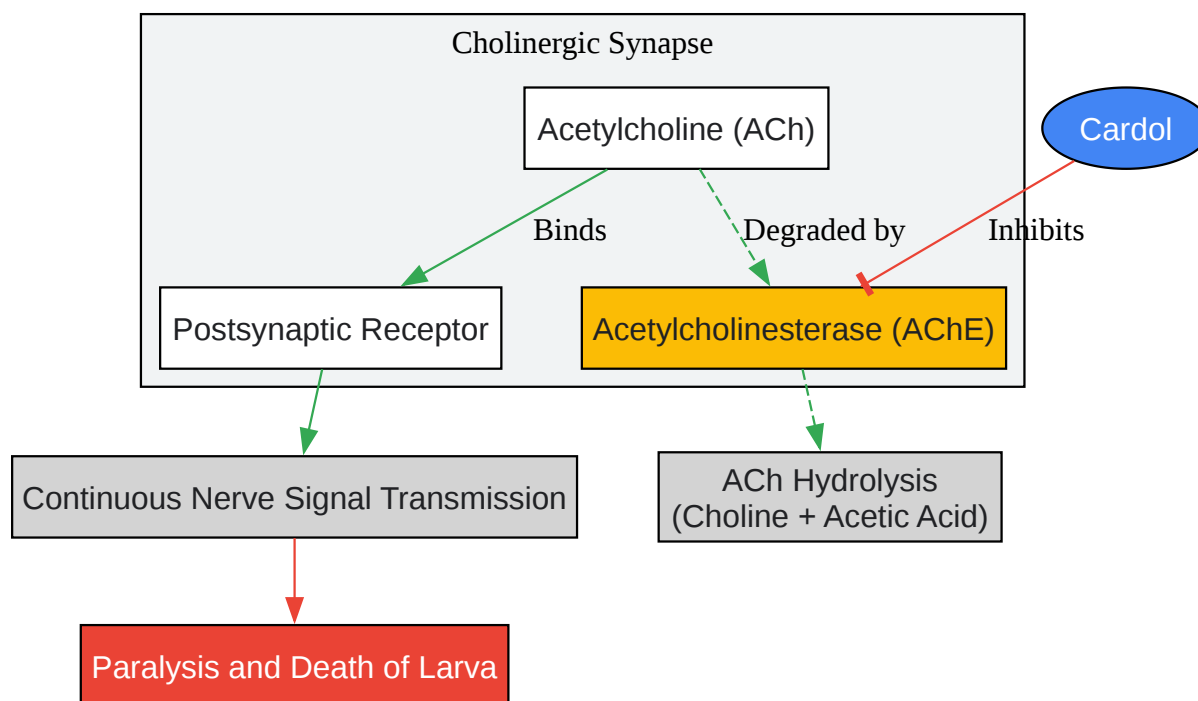 Cholinergic Synapse
Acetylcholine (ACh)
Cardol
Binds
Degraded by
Inhibits
Postsynaptic Receptor
Acetylcholinesterase (AChE)
Continuous Nerve Signal Transmission
ACh Hydrolysis
(Choline + Acetic Acid)
Paralysis and Death of Larva